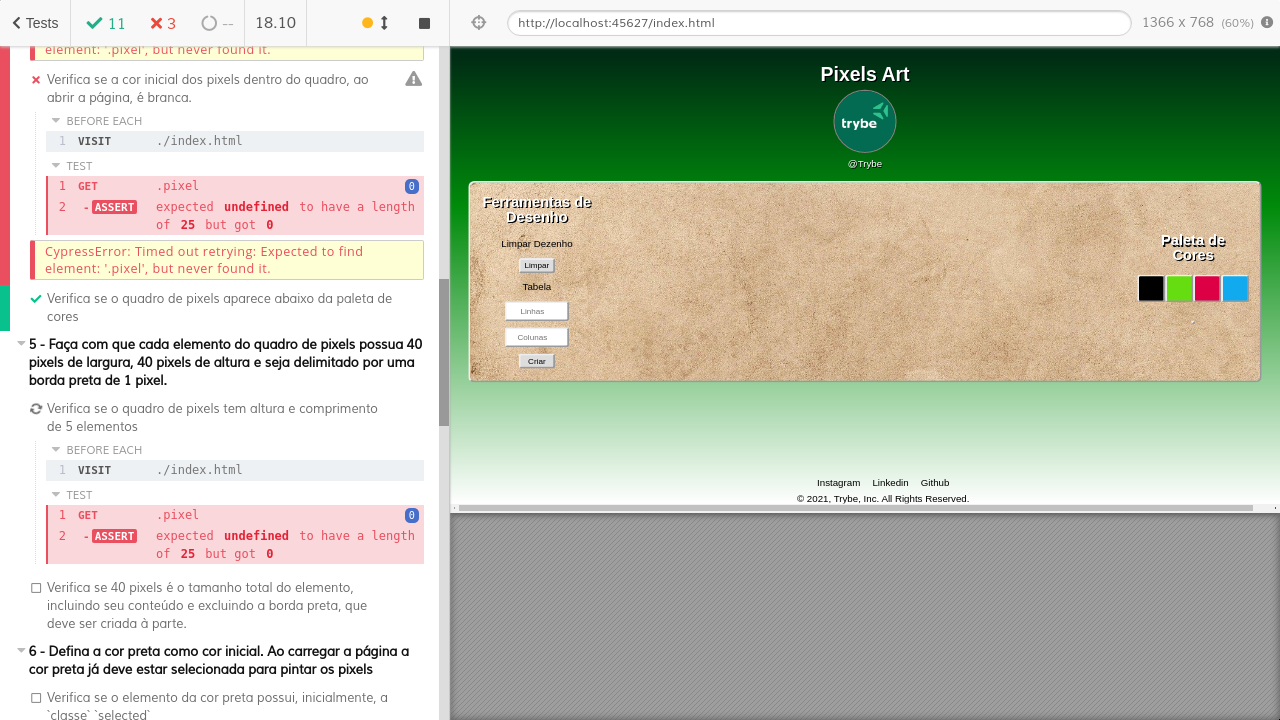 Tests
11
3
--
18.10
http://localhost:45627/index.html
1366 x 768 (60%)
element: '.pixel', but never found it.
Verifica se a cor inicial dos pixels dentro do quadro, ao
abrir a página, é branca.
BEFORE EACH
1 VISIT ./index.html
TEST
1 GET .pixel 0
2 -ASSERT expected undefined to have a length
of 25 but got 0
CypressError: Timed out retrying: Expected to find
element: '.pixel', but never found it.
Verifica se o quadro de pixels aparece abaixo da paleta de
cores
5 - Faça com que cada elemento do quadro de pixels possua 40
pixels de largura, 40 pixels de altura e seja delimitado por uma
borda preta de 1 pixel.
Verifica se o quadro de pixels tem altura e comprimento
de 5 elementos
BEFORE EACH
1 VISIT ./index.html
TEST
1 GET .pixel 0
2 -ASSERT expected undefined to have a length
of 25 but got 0
Verifica se 40 pixels é o tamanho total do elemento,
incluindo seu conteúdo e excluindo a borda preta, que
deve ser criada à parte.
6 - Defina a cor preta como cor inicial. Ao carregar a página a
cor preta já deve estar selecionada para pintar os pixels
Verifica se o elemento da cor preta possui, inicialmente, a
`classe` `selected`
Pixels Art
trybe
@Trybe
Ferramentas de
Desenho
Limpar Dezenho
Limpar
Tabela
Linhas
Colunas
Criar
Paleta de
Cores
Instagram Linkedin Github
© 2021, Trybe, Inc. All Rights Reserved.